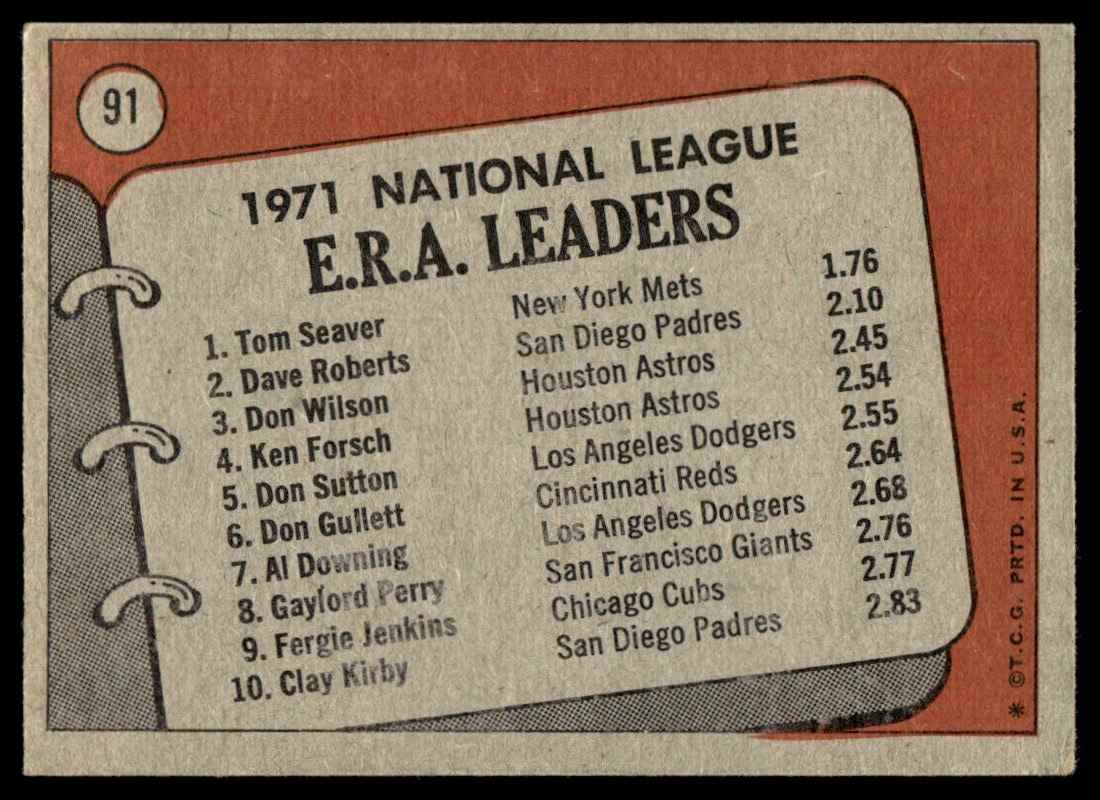 91
1971 NATIONAL LEAGUE
E.R.A. LEADERS
1. Tom Seaver New York Mets 1.76
2. Dave Roberts San Diego Padres 2.10
3. Don Wilson Houston Astros 2.45
4. Ken Forsch Houston Astros 2.54
5. Don Sutton Los Angeles Dodgers 2.55
6. Don Gullett Cincinnati Reds 2.64
7. Al Downing Los Angeles Dodgers 2.68
8. Gaylord Perry San Francisco Giants 2.76
9. Fergie Jenkins Chicago Cubs 2.77
10. Clay Kirby San Diego Padres 2.83
* ©T.C.G. PRTD. IN U.S.A.